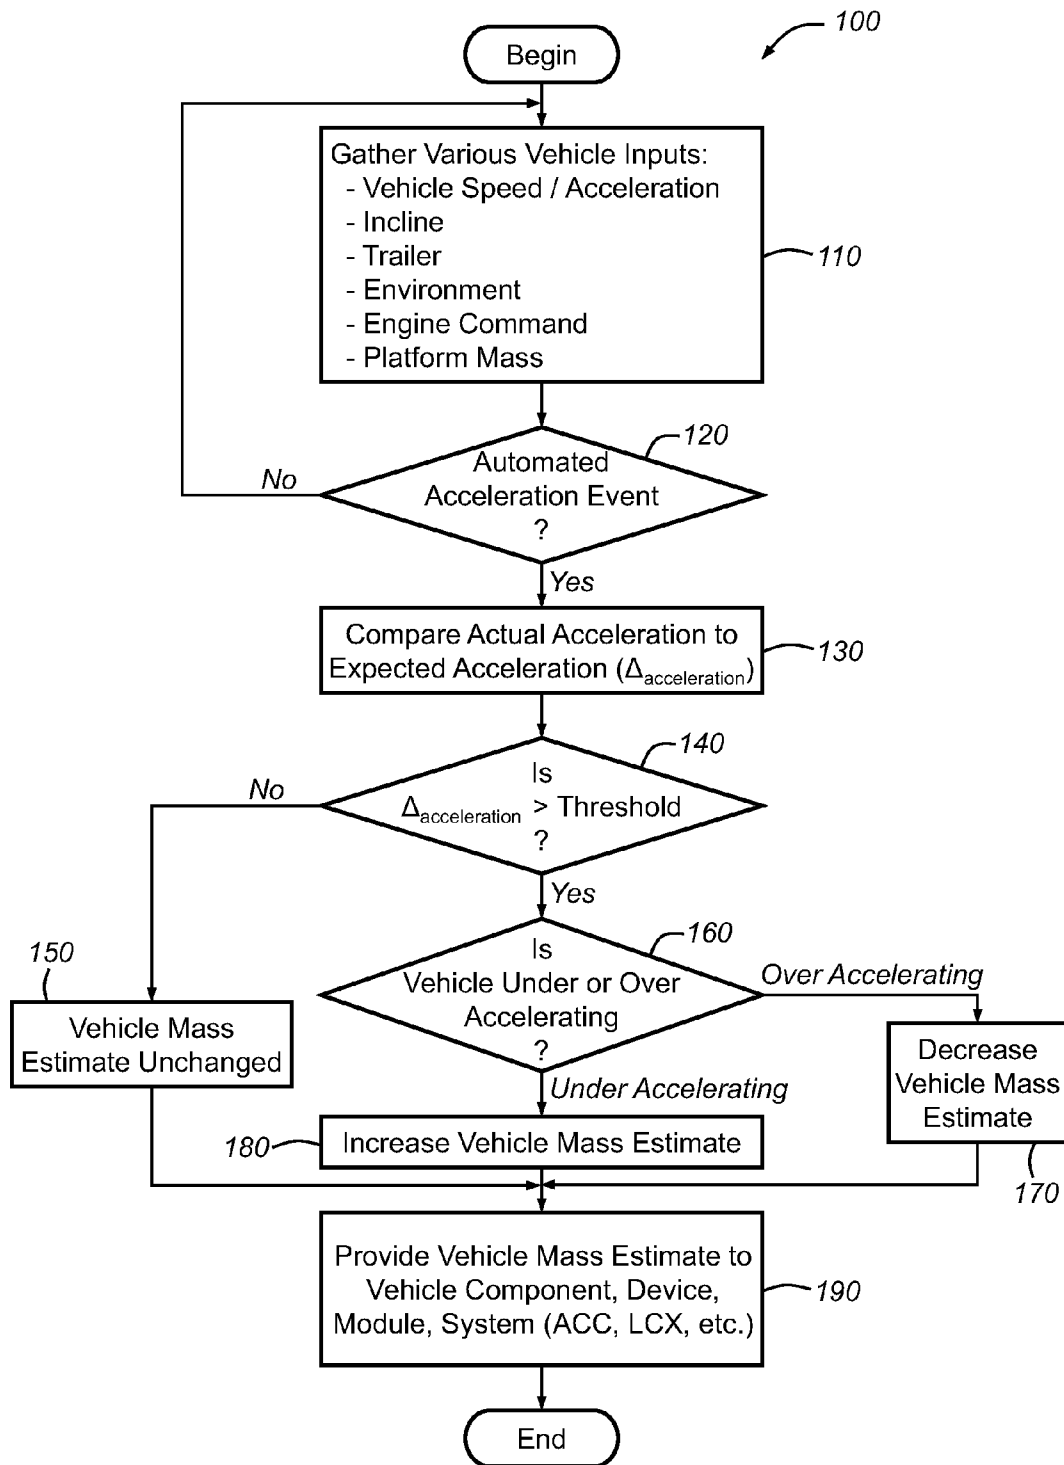 100
Begin
Gather Various Vehicle Inputs:
- Vehicle Speed / Acceleration
- Incline
- Trailer
- Environment
- Engine Command
- Platform Mass
110
120
Automated
Acceleration Event
?
No
Yes
Compare Actual Acceleration to
Expected Acceleration (Δacceleration)
130
140
Is
Δacceleration > Threshold
?
No
Yes
150
Vehicle Mass
Estimate Unchanged
160
Is
Vehicle Under or Over
Accelerating
?
Over Accelerating
Under Accelerating
Decrease
Vehicle Mass
Estimate
170
180
Increase Vehicle Mass Estimate
Provide Vehicle Mass Estimate to
Vehicle Component, Device,
Module, System (ACC, LCX, etc.)
190
End